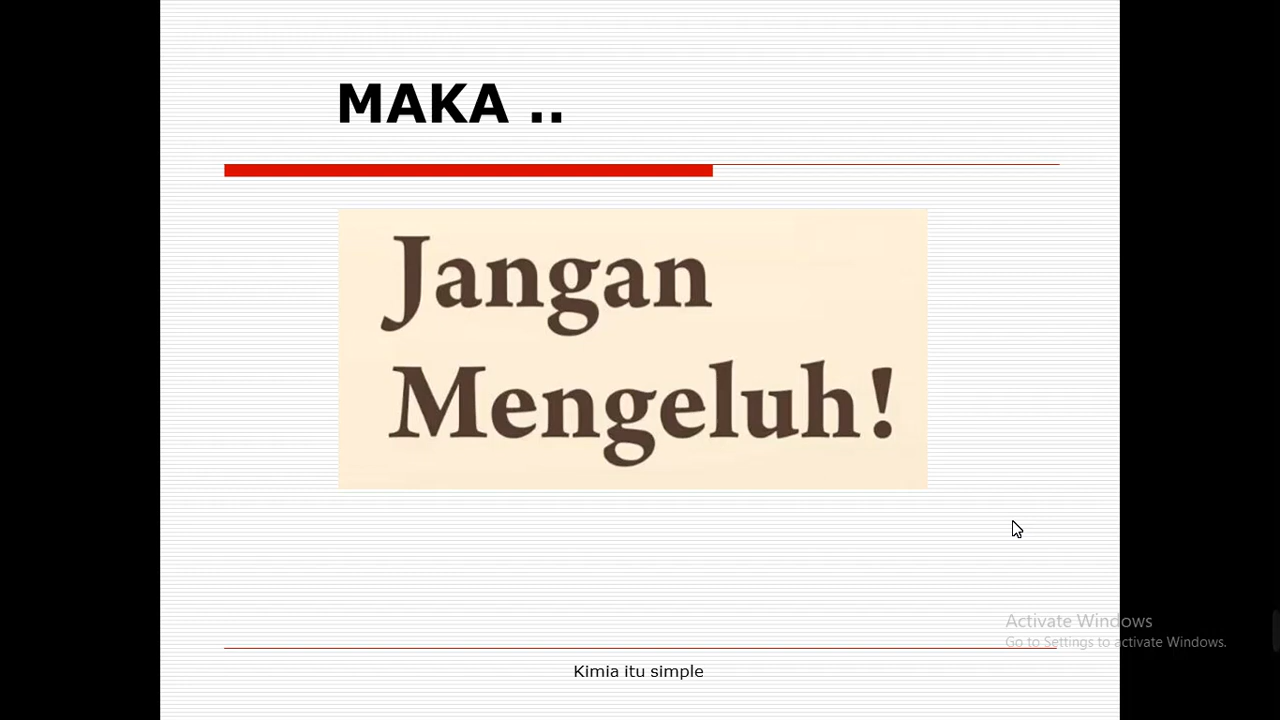 MAKA ..
Jangan
Mengeluh!
Activate Windows
Go to Settings to activate Windows.
Kimia itu simple